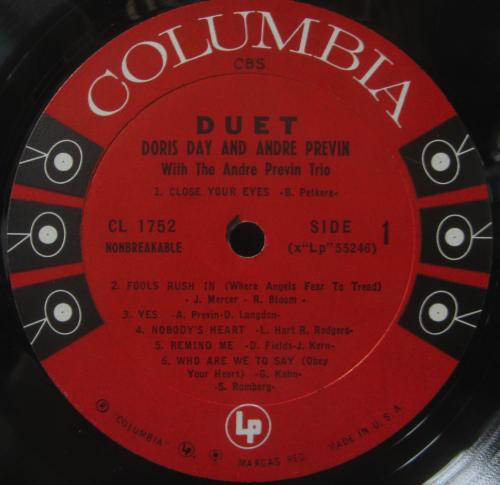 COLUMBIA
CBS
DUET
DORIS DAY AND ANDRE PREVIN
With The Andre Previn Trio
1. CLOSE YOUR EYES -B. Petkere-
CL 1752
NONBREAKABLE
SIDE 1
(x"Lp"55246)
2. FOOLS RUSH IN (Where Angels Fear To Tread)
- J. Mercer - R. Bloom -
3. YES -A. Previn-D. Langdon-
4. NOBODY'S HEART -L. Hart R. Rodgers-
5. REMIND ME -D. Fields-J. Kern-
6. WHO ARE WE TO SAY (Obey
Your Heart) -G. Kahn-
-S. Romberg-
Lp
"COLUMBIA" MARCAS REG. MADE IN U.S.A.